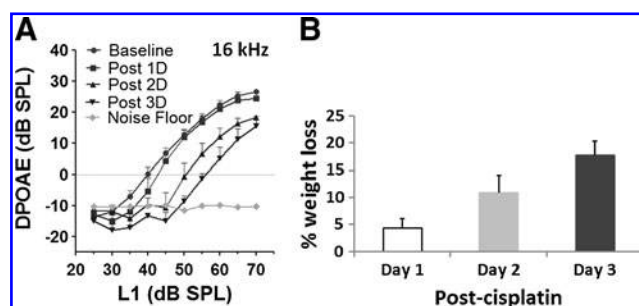 A
16 kHz
Baseline
Post 1D
Post 2D
Post 3D
Noise Floor
DPOAE (dB SPL)
40
30
20
10
0
-10
-20
20 30 40 50 60 70
L1 (dB SPL)
B
% weight loss
25
20
15
10
5
0
Day 1 Day 2 Day 3
Post-cisplatin